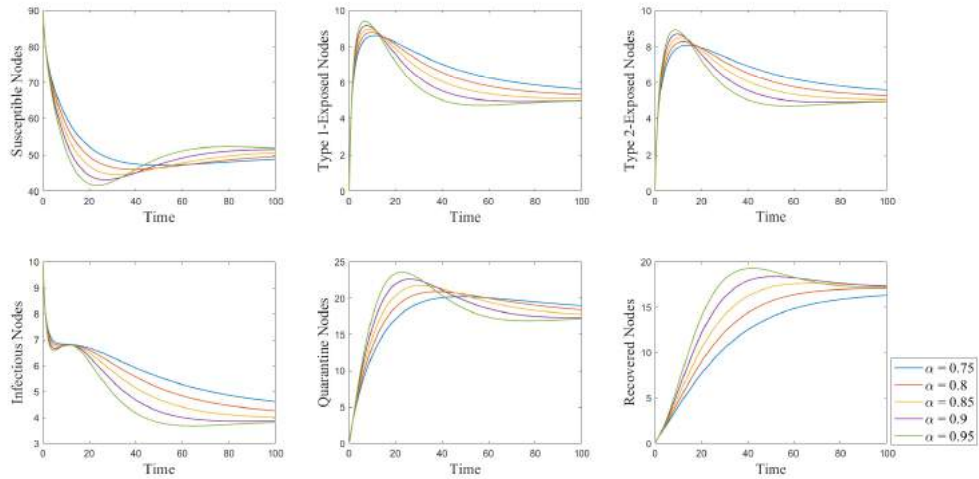 90
80
70
60
50
40
0 20 40 60 80 100
Susceptible Nodes
Time
10
8
6
4
2
0
0 20 40 60 80 100
Type 1-Exposed Nodes
Time
10
8
6
4
2
0
0 20 40 60 80 100
Type 2-Exposed Nodes
Time
10
9
8
7
6
5
4
3
0 20 40 60 80 100
Infectious Nodes
Time
25
20
15
10
5
0
0 20 40 60 80 100
Quarantine Nodes
Time
20
15
10
5
0
0 20 40 60 80 100
Recovered Nodes
Time
α = 0.75
α = 0.8
α = 0.85
α = 0.9
α = 0.95